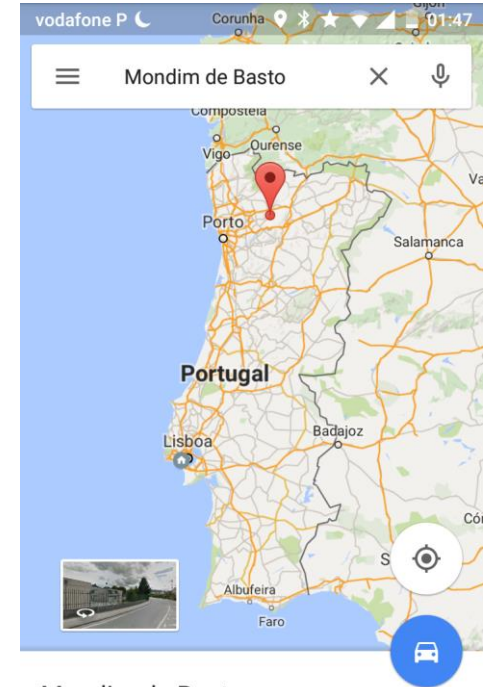 vodafone P
01:47
Corunha
Mondim de Basto
Compostela
Vigo
Ourense
Porto
Salamanca
Portugal
Badajoz
Lisboa
Albufeira
Faro